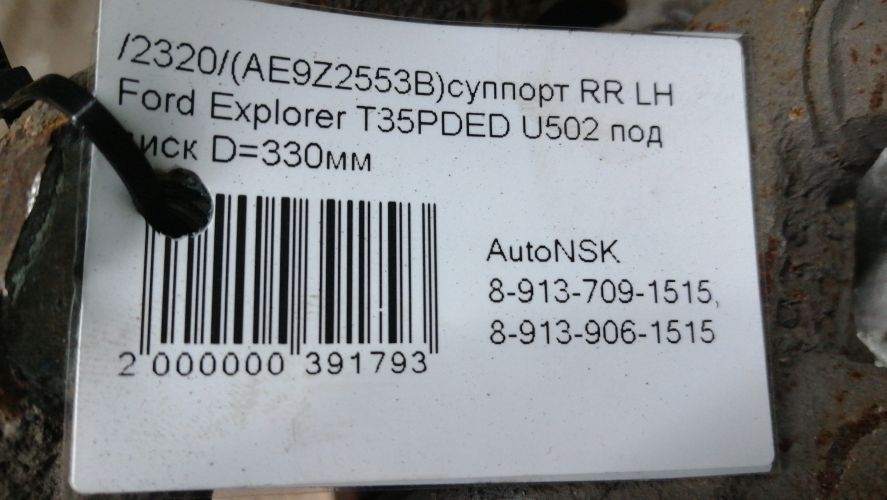 /2320/(AE9Z2553B)суппорт RR LH
Ford Explorer T35PDED U502 под
диск D=330мм
AutoNSK
8-913-709-1515,
8-913-906-1515
2 000000 391793